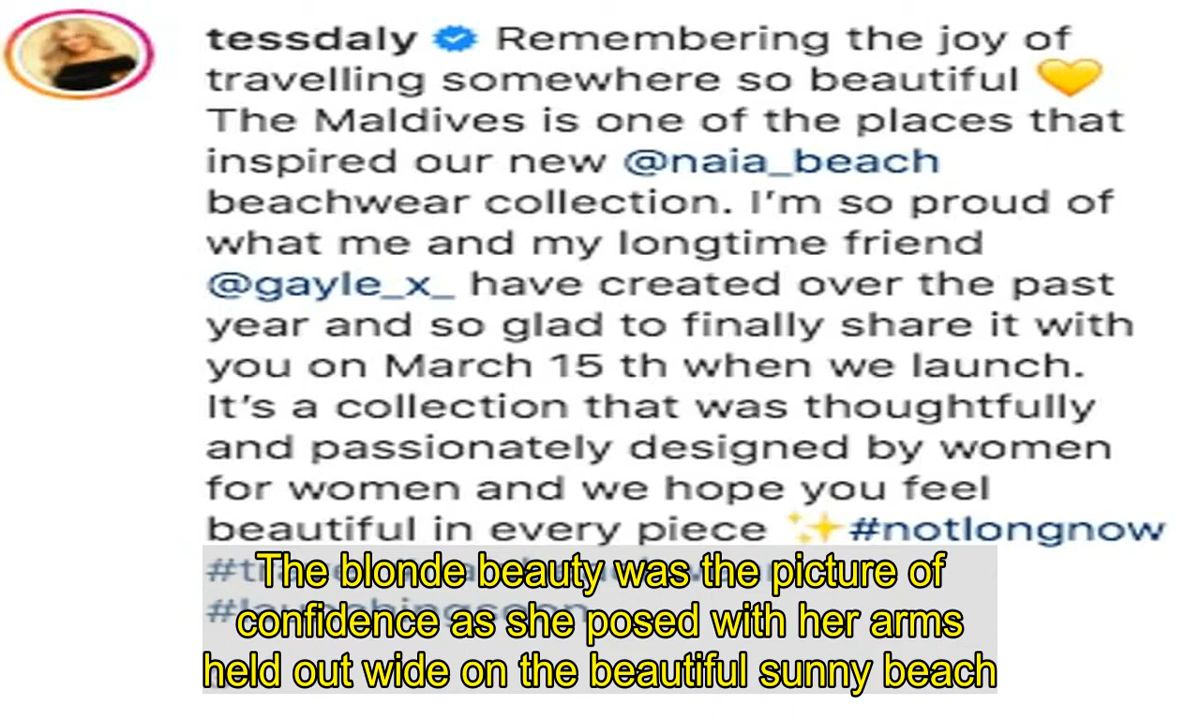 tessdaly Remembering the joy of
travelling somewhere so beautiful 💛
The Maldives is one of the places that
inspired our new @naia_beach
beachwear collection. I'm so proud of
what me and my longtime friend
@gayle_x_ have created over the past
year and so glad to finally share it with
you on March 15 th when we launch.
It's a collection that was thoughtfully
and passionately designed by women
for women and we hope you feel
beautiful in every piece ✨#notlongnow
#launchingsoon
The blonde beauty was the picture of
confidence as she posed with her arms
held out wide on the beautiful sunny beach